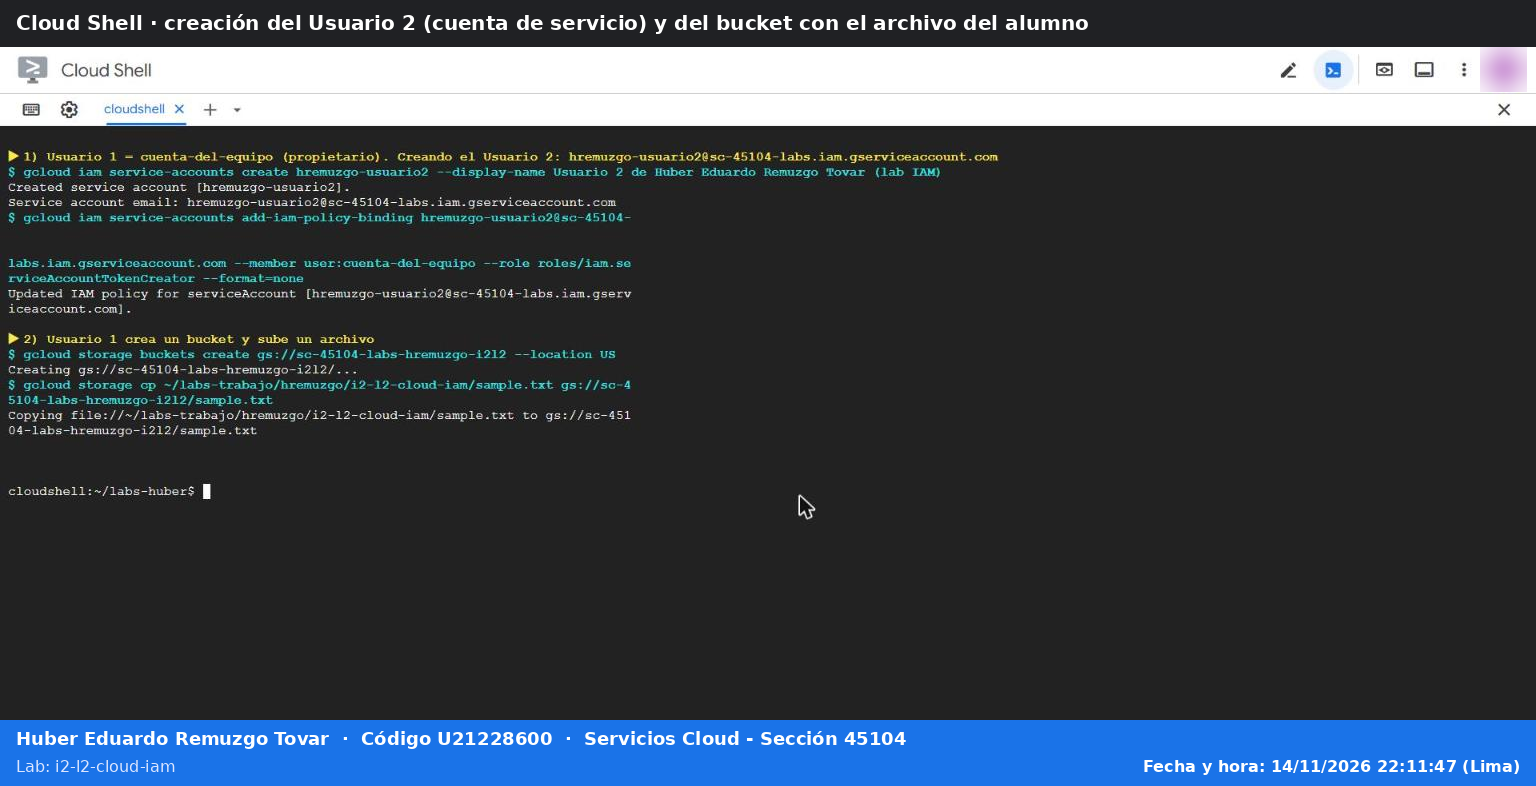 Cloud Shell · creación del Usuario 2 (cuenta de servicio) y del bucket con el archivo del alumno
Cloud Shell
cloudshell
1) Usuario 1 = cuenta-del-equipo (propietario). Creando el Usuario 2: hremuzgo-usuario2@sc-45104-labs.iam.gserviceaccount.com
$ gcloud iam service-accounts create hremuzgo-usuario2 --display-name Usuario 2 de Huber Eduardo Remuzgo Tovar (lab IAM)
Created service account [hremuzgo-usuario2].
Service account email: hremuzgo-usuario2@sc-45104-labs.iam.gserviceaccount.com
$ gcloud iam service-accounts add-iam-policy-binding hremuzgo-usuario2@sc-45104-
labs.iam.gserviceaccount.com --member user:cuenta-del-equipo --role roles/iam.se
rviceAccountTokenCreator --format=none
Updated IAM policy for serviceAccount [hremuzgo-usuario2@sc-45104-labs.iam.gserv
iceaccount.com].
2) Usuario 1 crea un bucket y sube un archivo
$ gcloud storage buckets create gs://sc-45104-labs-hremuzgo-i2l2 --location US
Creating gs://sc-45104-labs-hremuzgo-i2l2/...
$ gcloud storage cp ~/labs-trabajo/hremuzgo/i2-l2-cloud-iam/sample.txt gs://sc-4
5104-labs-hremuzgo-i2l2/sample.txt
Copying file://~/labs-trabajo/hremuzgo/i2-l2-cloud-iam/sample.txt to gs://sc-451
04-labs-hremuzgo-i2l2/sample.txt
cloudshell:~/labs-huber$
Huber Eduardo Remuzgo Tovar · Código U21228600 · Servicios Cloud - Sección 45104
Lab: i2-l2-cloud-iam
Fecha y hora: 14/11/2026 22:11:47 (Lima)